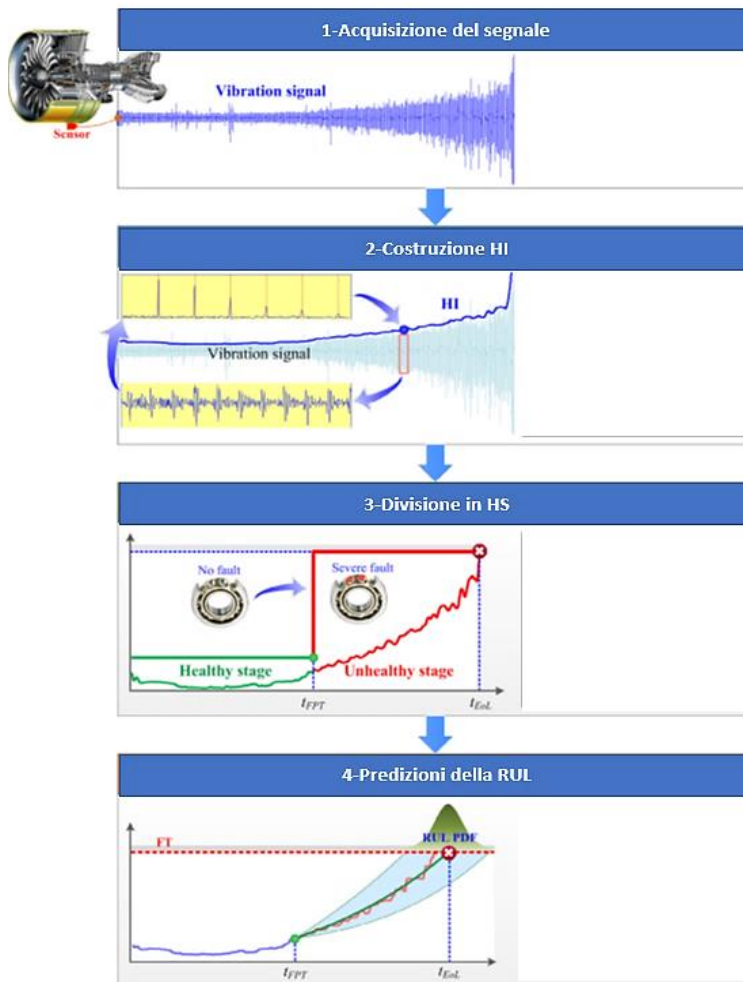 1-Acquisizione del segnale
Vibration signal
Sensor
2-Costruzione HI
HI
Vibration signal
3-Divisione in HS
No fault
Severe fault
Healthy stage
Unhealthy stage
tFPT
tEoL
4-Predizioni della RUL
RUL PDF
FT
tFPT
tEoL